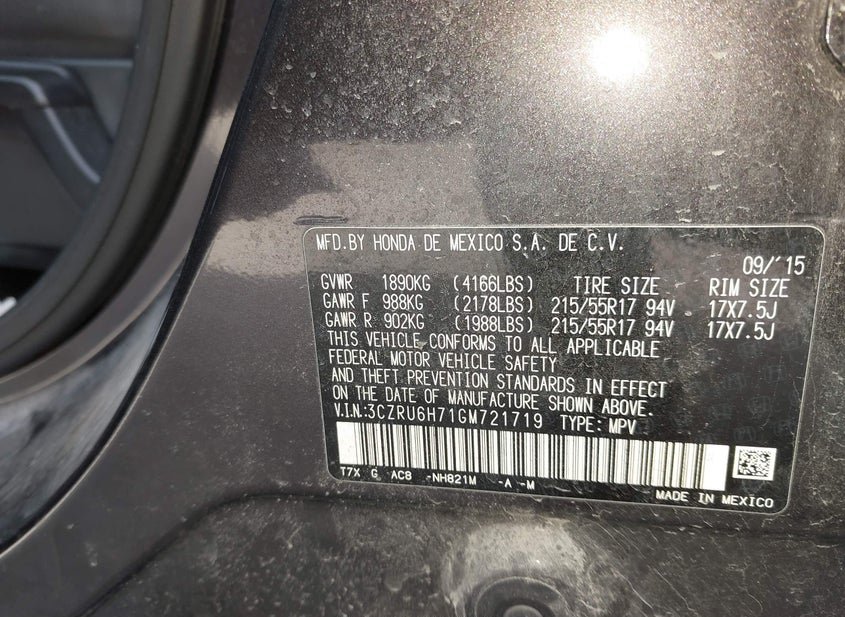 MFD.BY HONDA DE MEXICO S.A. DE C.V.
09/'15
GVWR 1890KG (4166LBS) TIRE SIZE RIM SIZE
GAWR F 988KG (2178LBS) 215/55R17 94V 17X7.5J
GAWR R 902KG (1988LBS) 215/55R17 94V 17X7.5J
THIS VEHICLE CONFORMS TO ALL APPLICABLE
FEDERAL MOTOR VEHICLE SAFETY
AND THEFT PREVENTION STANDARDS IN EFFECT
ON THE DATE OF MANUFACTURE SHOWN ABOVE.
V.I.N:3CZRU6H71GM721719 TYPE: MPV
T7X G AC8 -NH821M -A -M
MADE IN MEXICO